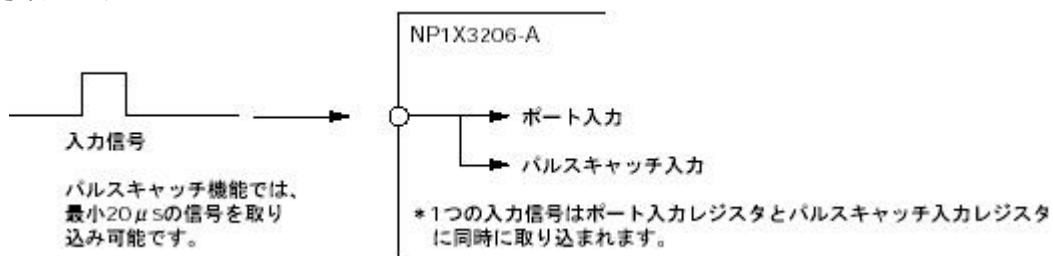 NP1X3206-A
入力信号
ポート入力
パルスキャッチ入力
パルスキャッチ機能では、
最小20μsの信号を取り
込み可能です。
*1つの入力信号はポート入力レジスタとパルスキャッチ入力レジスタ
に同時に取り込まれます。